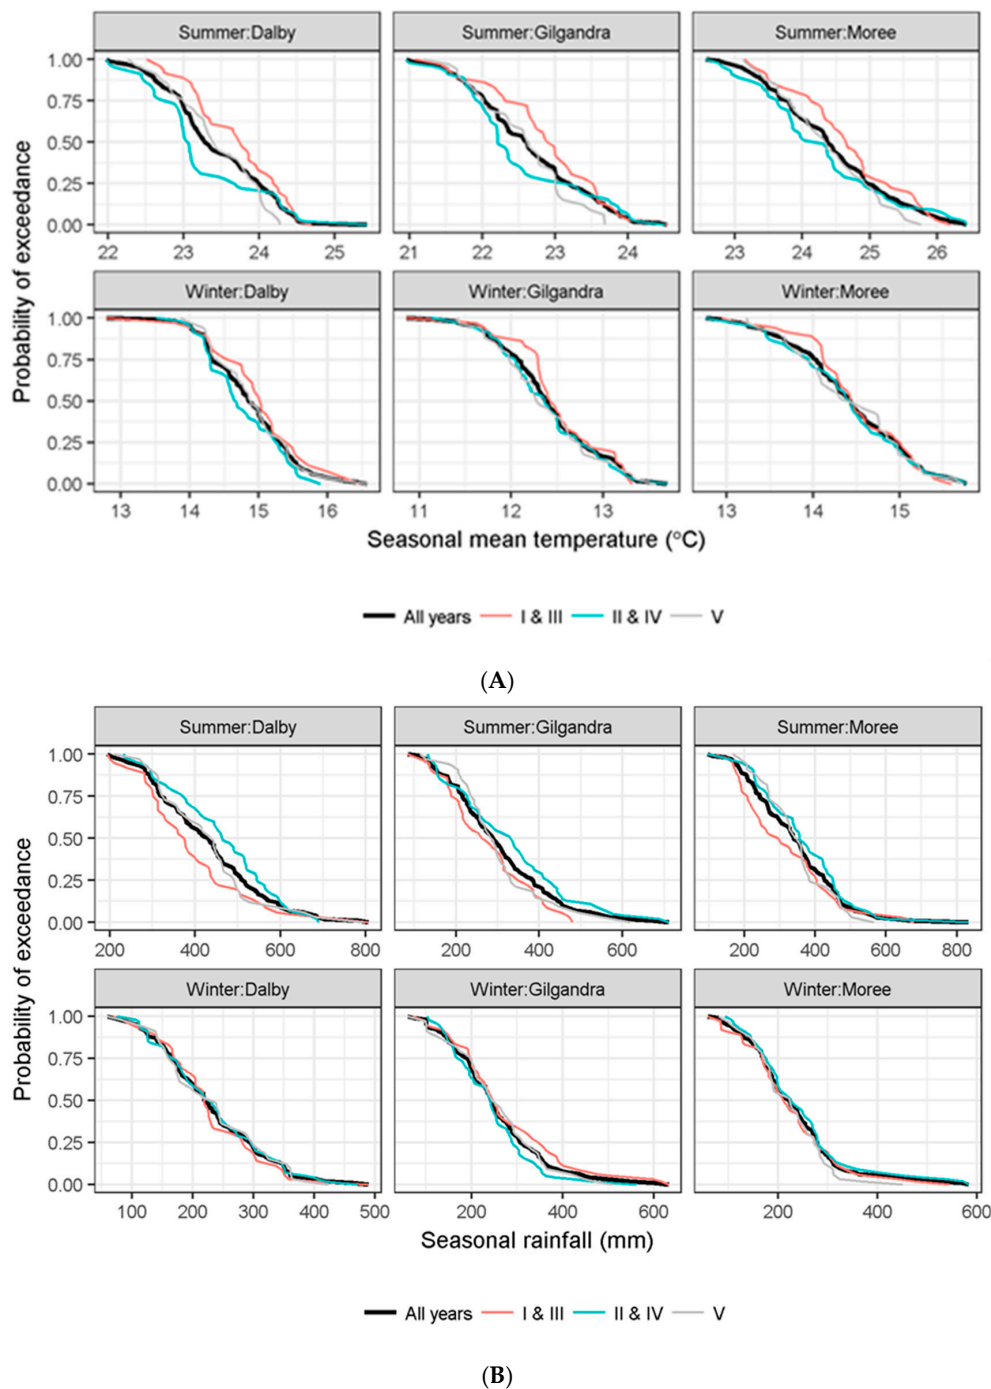 Summer:Dalby Summer:Gilgandra Summer:Moree
1.00
0.75
0.50
0.25
0.00
22 23 24 25 21 22 23 24 23 24 25 26
Probability of exceedance
Winter:Dalby Winter:Gilgandra Winter:Moree
1.00
0.75
0.50
0.25
0.00
13 14 15 16 11 12 13 13 14 15
Seasonal mean temperature (°C)
All years I & III II & IV V
(A)
Summer:Dalby Summer:Gilgandra Summer:Moree
1.00
0.75
0.50
0.25
0.00
200 400 600 800 200 400 600 200 400 600 800
Probability of exceedance
Winter:Dalby Winter:Gilgandra Winter:Moree
1.00
0.75
0.50
0.25
0.00
100 200 300 400 500 200 400 600 200 400 600
Seasonal rainfall (mm)
All years I & III II & IV V
(B)